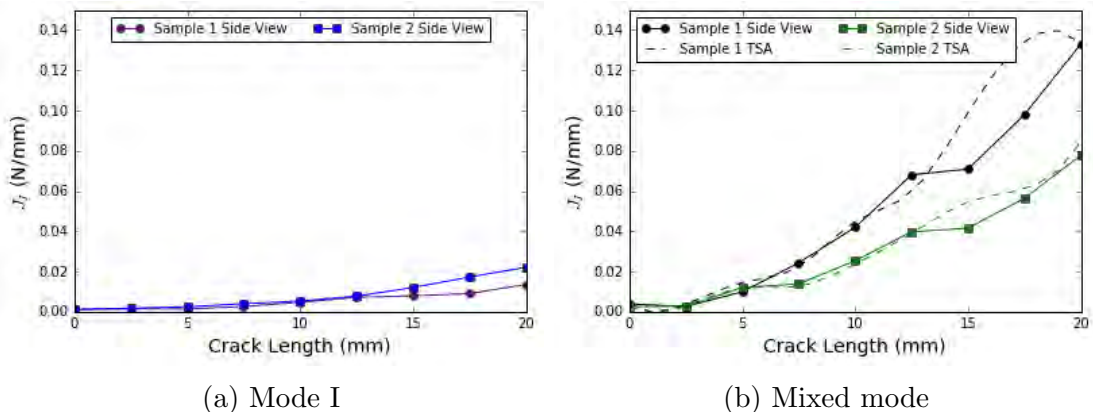 Sample 1 Side View
Sample 2 Side View
0.14
0.12
0.10
0.08
0.06
0.04
0.02
0.00
J_I (N/mm)
0
5
10
15
20
Crack Length (mm)
(a) Mode I
Sample 1 Side View
Sample 2 Side View
Sample 1 TSA
Sample 2 TSA
0.14
0.12
0.10
0.08
0.06
0.04
0.02
0.00
J_I (N/mm)
0
5
10
15
20
Crack Length (mm)
(b) Mixed mode